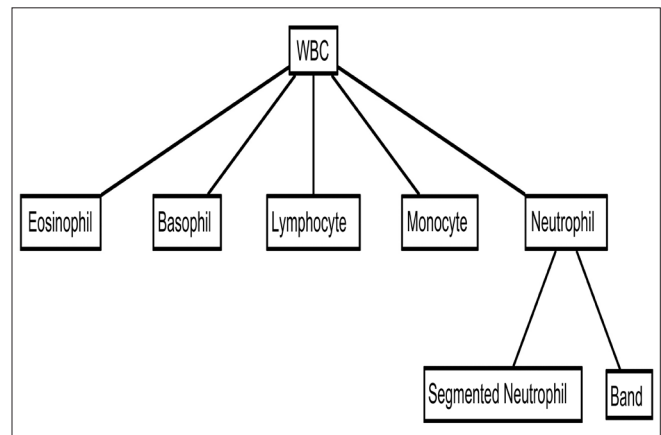 WBC
Eosinophil
Basophil
Lymphocyte
Monocyte
Neutrophil
Segmented Neutrophil
Band